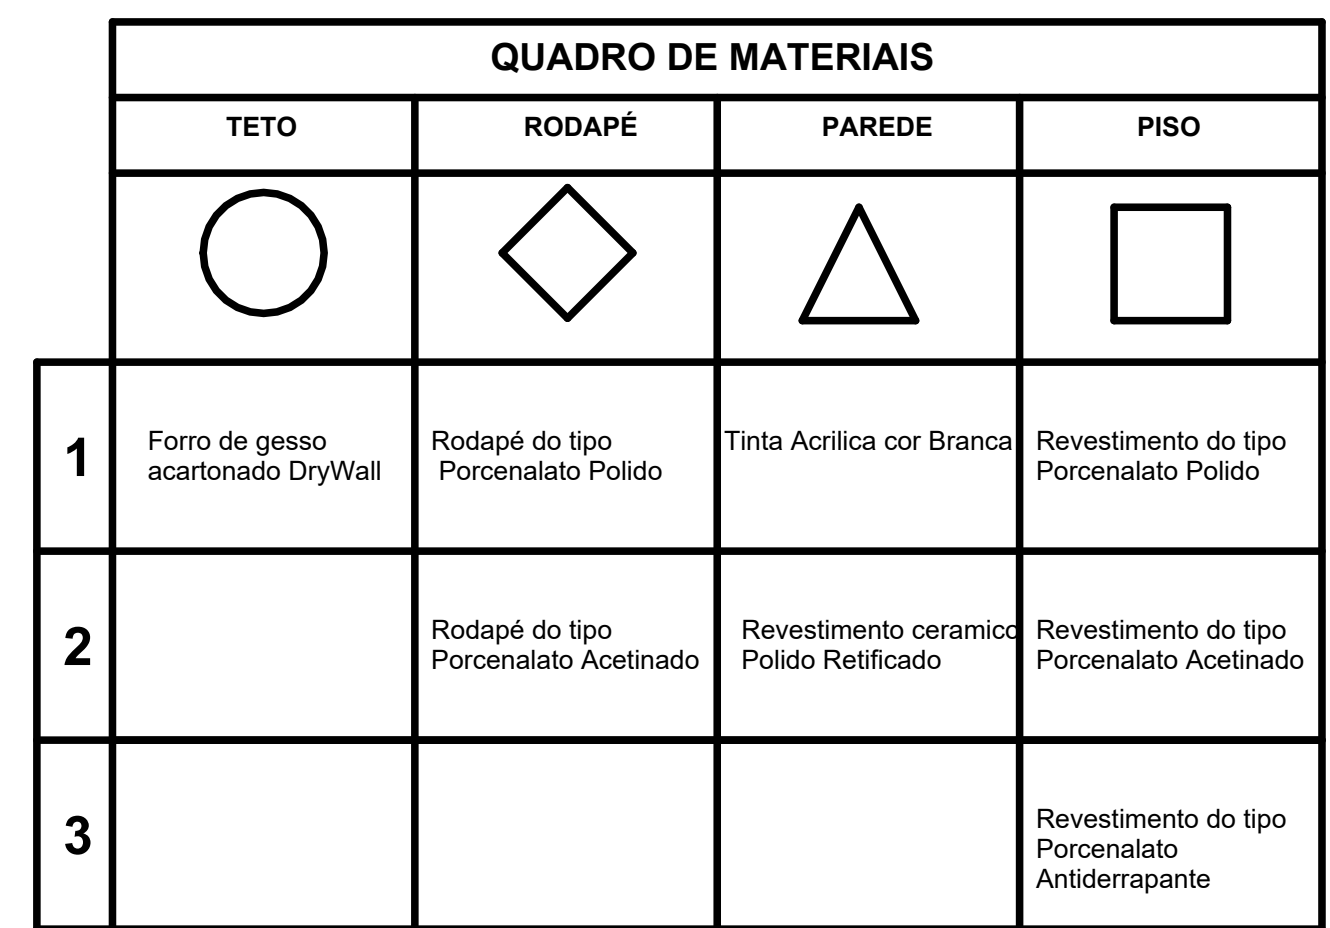 QUADRO DE MATERIAIS
TETO
RODAPÉ
PAREDE
PISO
1
Forro de gesso
acartonado DryWall
Rodapé do tipo
Porcenalato Polido
Tinta Acrilica cor Branca
Revestimento do tipo
Porcenalato Polido
2
Rodapé do tipo
Porcenalato Acetinado
Revestimento ceramico
Polido Retificado
Revestimento do tipo
Porcenalato Acetinado
3
Revestimento do tipo
Porcenalato
Antiderrapante